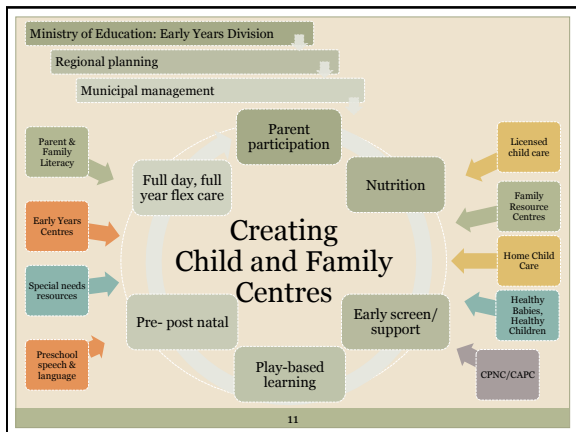 Ministry of Education: Early Years Division
Regional planning
Municipal management
Parent
participation
Parent &
Family
Literacy
Full day, full
year flex care
Nutrition
Licensed
child care
Early Years
Centres
Family
Resource
Centres
Creating
Child and Family
Centres
Home Child
Care
Special needs
resources
Pre- post natal
Early screen/
support
Healthy
Babies,
Healthy
Children
Preschool
speech &
language
Play-based
learning
CPNC/CAPC
11